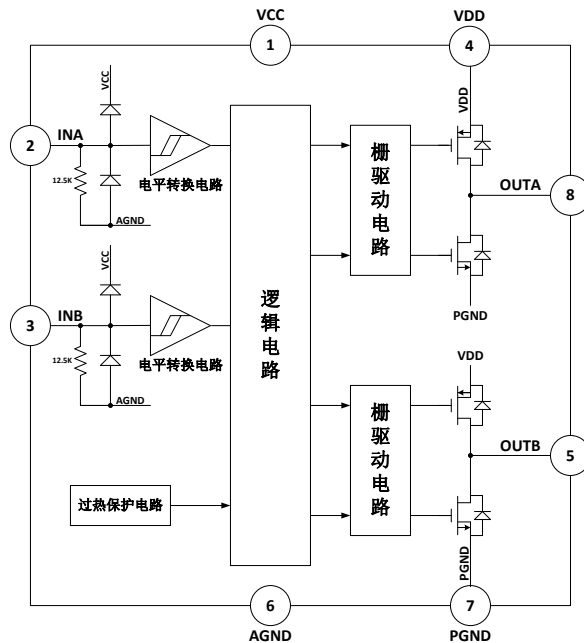 VCC
VDD
1
4
VCC
VDD
2
INA
12.5K
电平转换电路
AGND
栅驱动电路
OUTA
8
VCC
PGND
3
INB
12.5K
电平转换电路
AGND
逻辑电路
VDD
栅驱动电路
OUTB
5
过热保护电路
PGND
6
7
AGND
PGND